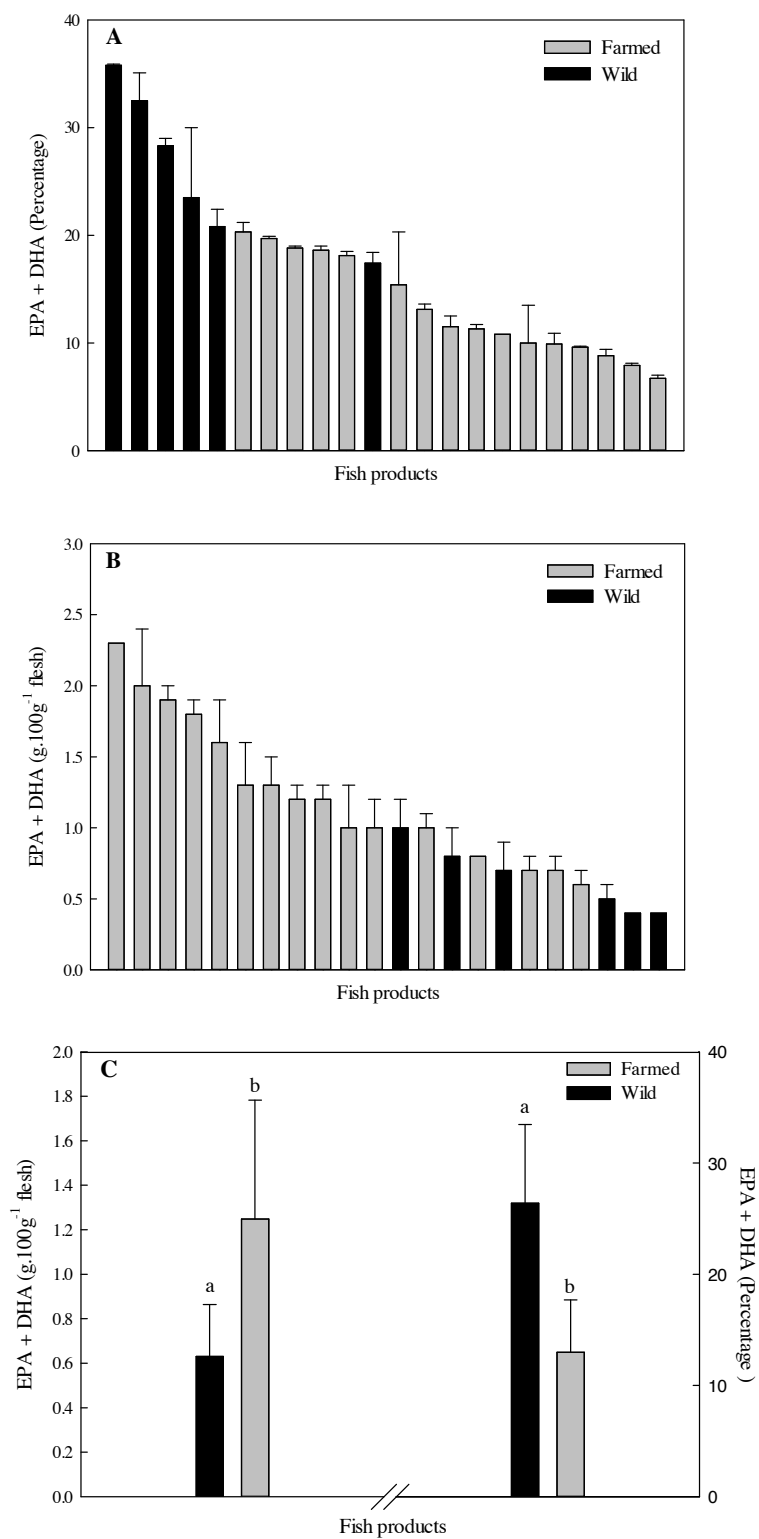 A
Farmed
Wild
EPA + DHA (Percentage)
40
30
20
10
0
Fish products
B
Farmed
Wild
EPA + DHA (g.100g⁻¹ flesh)
3.0
2.5
2.0
1.5
1.0
0.5
0.0
Fish products
C
Farmed
Wild
EPA + DHA (g.100g⁻¹ flesh)
2.0
1.8
1.6
1.4
1.2
1.0
0.8
0.6
0.4
0.2
0.0
a
b
a
b
40
30
20
10
0
EPA + DHA (Percentage )
Fish products